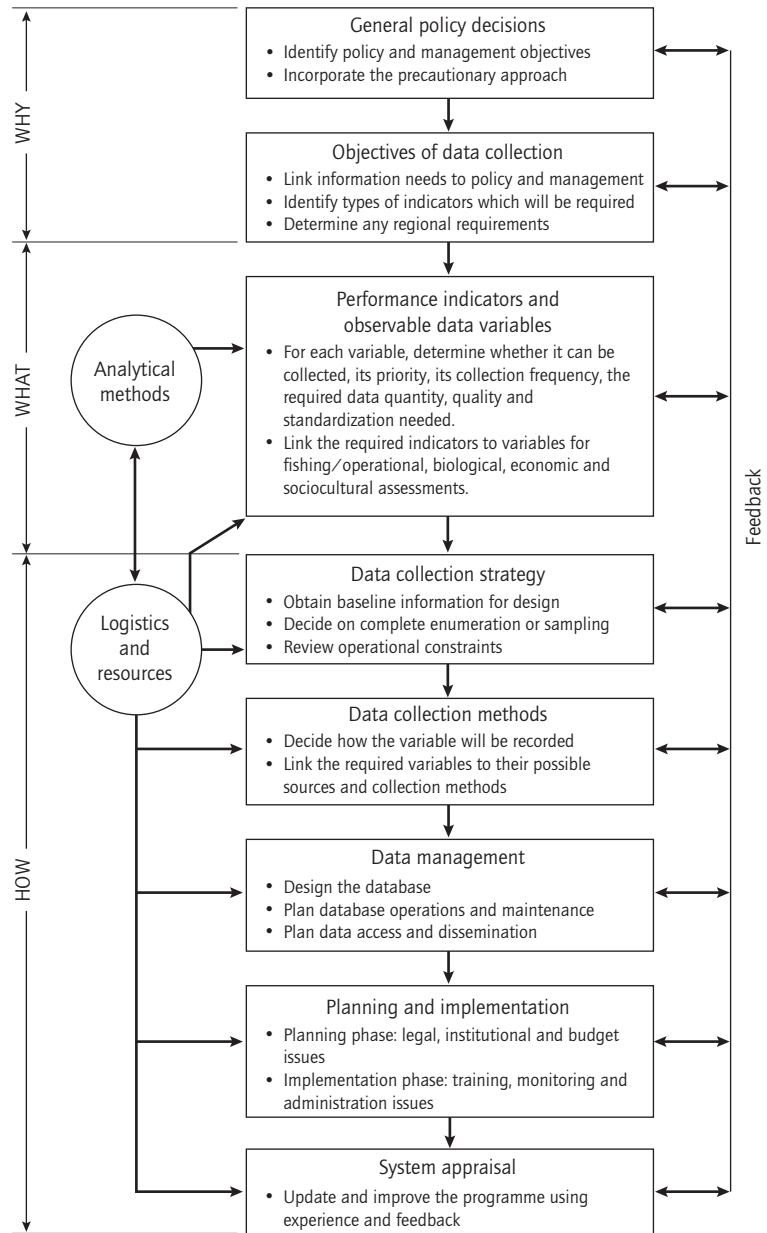 General policy decisions
• Identify policy and management objectives
• Incorporate the precautionary approach
WHY
Objectives of data collection
• Link information needs to policy and management
• Identify types of indicators which will be required
• Determine any regional requirements
WHAT
Analytical
methods
Performance indicators and
observable data variables
• For each variable, determine whether it can be
collected, its priority, its collection frequency, the
required data quantity, quality and
standardization needed.
• Link the required indicators to variables for
fishing/operational, biological, economic and
sociocultural assessments.
Feedback
HOW
Logistics
and
resources
Data collection strategy
• Obtain baseline information for design
• Decide on complete enumeration or sampling
• Review operational constraints
Data collection methods
• Decide how the variable will be recorded
• Link the required variables to their possible
sources and collection methods
Data management
• Design the database
• Plan database operations and maintenance
• Plan data access and dissemination
Planning and implementation
• Planning phase: legal, institutional and budget
issues
• Implementation phase: training, monitoring and
administration issues
System appraisal
• Update and improve the programme using
experience and feedback